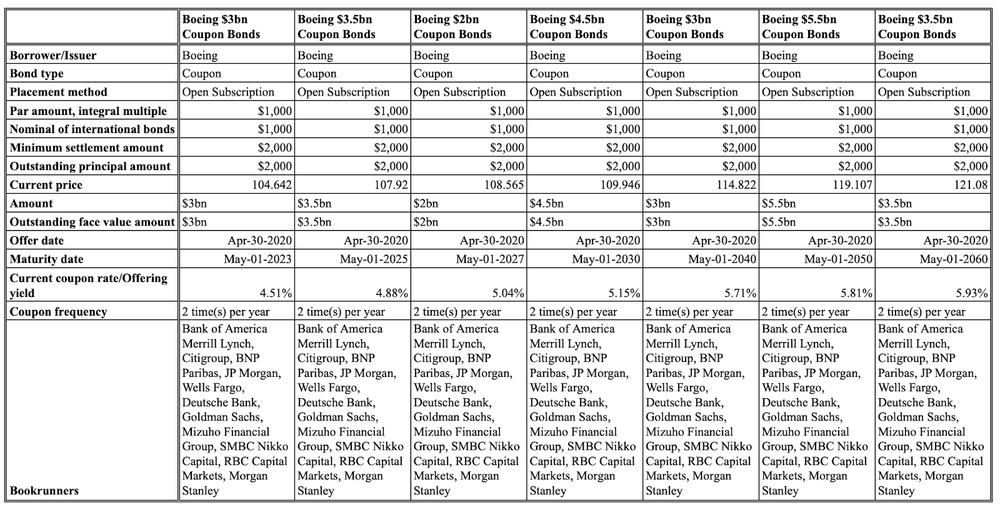 Boeing $3bn Coupon Bonds | Boeing $3.5bn Coupon Bonds | Boeing $2bn Coupon Bonds | Boeing $4.5bn Coupon Bonds | Boeing $3bn Coupon Bonds | Boeing $5.5bn Coupon Bonds | Boeing $3.5bn Coupon Bonds
Borrower/Issuer | Boeing | Boeing | Boeing | Boeing | Boeing | Boeing | Boeing
Bond type | Coupon | Coupon | Coupon | Coupon | Coupon | Coupon | Coupon
Placement method | Open Subscription | Open Subscription | Open Subscription | Open Subscription | Open Subscription | Open Subscription | Open Subscription
Par amount, integral multiple | $1,000 | $1,000 | $1,000 | $1,000 | $1,000 | $1,000 | $1,000
Nominal of international bonds | $1,000 | $1,000 | $1,000 | $1,000 | $1,000 | $1,000 | $1,000
Minimum settlement amount | $2,000 | $2,000 | $2,000 | $2,000 | $2,000 | $2,000 | $2,000
Outstanding principal amount | $2,000 | $2,000 | $2,000 | $2,000 | $2,000 | $2,000 | $2,000
Current price | 104.642 | 107.92 | 108.565 | 109.946 | 114.822 | 119.107 | 121.08
Amount | $3bn | $3.5bn | $2bn | $4.5bn | $3bn | $5.5bn | $3.5bn
Outstanding face value amount | $3bn | $3.5bn | $2bn | $4.5bn | $3bn | $5.5bn | $3.5bn
Offer date | Apr-30-2020 | Apr-30-2020 | Apr-30-2020 | Apr-30-2020 | Apr-30-2020 | Apr-30-2020 | Apr-30-2020
Maturity date | May-01-2023 | May-01-2025 | May-01-2027 | May-01-2030 | May-01-2040 | May-01-2050 | May-01-2060
Current coupon rate/Offering yield | 4.51% | 4.88% | 5.04% | 5.15% | 5.71% | 5.81% | 5.93%
Coupon frequency | 2 time(s) per year | 2 time(s) per year | 2 time(s) per year | 2 time(s) per year | 2 time(s) per year | 2 time(s) per year | 2 time(s) per year
Bookrunners | Bank of America Merrill Lynch, Citigroup, BNP Paribas, JP Morgan, Wells Fargo, Deutsche Bank, Goldman Sachs, Mizuho Financial Group, SMBC Nikko Capital, RBC Capital Markets, Morgan Stanley | Bank of America Merrill Lynch, Citigroup, BNP Paribas, JP Morgan, Wells Fargo, Deutsche Bank, Goldman Sachs, Mizuho Financial Group, SMBC Nikko Capital, RBC Capital Markets, Morgan Stanley | Bank of America Merrill Lynch, Citigroup, BNP Paribas, JP Morgan, Wells Fargo, Deutsche Bank, Goldman Sachs, Mizuho Financial Group, SMBC Nikko Capital, RBC Capital Markets, Morgan Stanley | Bank of America Merrill Lynch, Citigroup, BNP Paribas, JP Morgan, Wells Fargo, Deutsche Bank, Goldman Sachs, Mizuho Financial Group, SMBC Nikko Capital, RBC Capital Markets, Morgan Stanley | Bank of America Merrill Lynch, Citigroup, BNP Paribas, JP Morgan, Wells Fargo, Deutsche Bank, Goldman Sachs, Mizuho Financial Group, SMBC Nikko Capital, RBC Capital Markets, Morgan Stanley | Bank of America Merrill Lynch, Citigroup, BNP Paribas, JP Morgan, Wells Fargo, Deutsche Bank, Goldman Sachs, Mizuho Financial Group, SMBC Nikko Capital, RBC Capital Markets, Morgan Stanley | Bank of America Merrill Lynch, Citigroup, BNP Paribas, JP Morgan, Wells Fargo, Deutsche Bank, Goldman Sachs, Mizuho Financial Group, SMBC Nikko Capital, RBC Capital Markets, Morgan Stanley